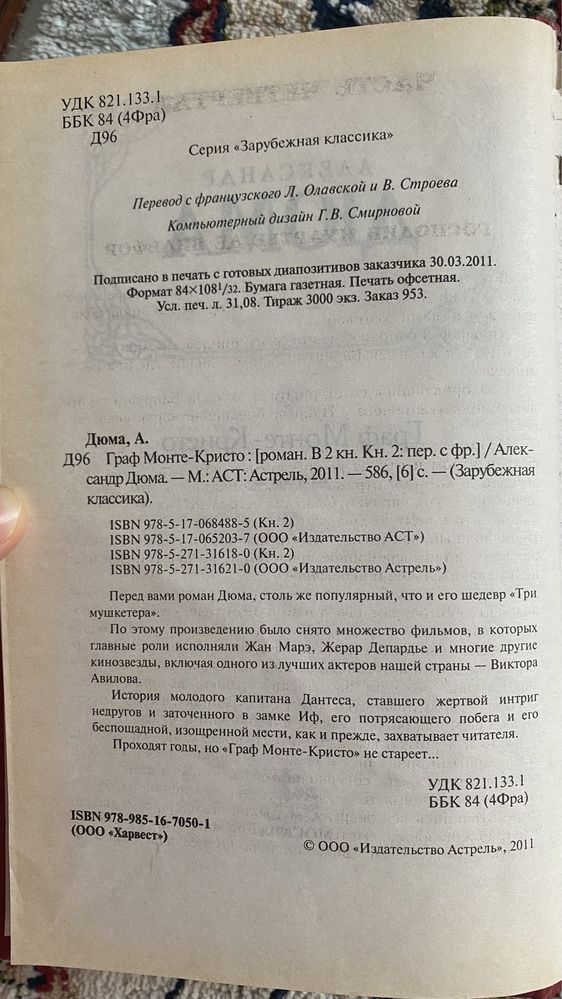 УДК 821.133.1
ББК 84 (4Фра)
Д96
Серия «Зарубежная классика»
Перевод с французского Л. Олавской и В. Строева
Компьютерный дизайн Г.В. Смирновой
Подписано в печать с готовых диапозитивов заказчика 30.03.2011.
Формат 84×108 1/32. Бумага газетная. Печать офсетная.
Усл. печ. л. 31,08. Тираж 3000 экз. Заказ 953.
Дюма, А.
Д96 Граф Монте-Кристо : [роман. В 2 кн. Кн. 2: пер. с фр.] / Алек-
сандр Дюма. — М.: АСТ: Астрель, 2011. — 586, [6] с. — (Зарубежная
классика).
ISBN 978-5-17-068488-5 (Кн. 2)
ISBN 978-5-17-065203-7 (ООО «Издательство АСТ»)
ISBN 978-5-271-31618-0 (Кн. 2)
ISBN 978-5-271-31621-0 (ООО «Издательство Астрель»)
Перед вами роман Дюма, столь же популярный, что и его шедевр «Три
мушкетера».
По этому произведению было снято множество фильмов, в которых
главные роли исполняли Жан Марэ, Жерар Депардье и многие другие
кинозвезды, включая одного из лучших актеров нашей страны — Виктора
Авилова.
История молодого капитана Дантеса, ставшего жертвой интриг
недругов и заточенного в замке Иф, его потрясающего побега и его
беспощадной, изощренной мести, как и прежде, захватывает читателя.
Проходят годы, но «Граф Монте-Кристо» не стареет...
УДК 821.133.1
ББК 84 (4Фра)
ISBN 978-985-16-7050-1
(ООО «Харвест»)
© ООО «Издательство Астрель», 2011